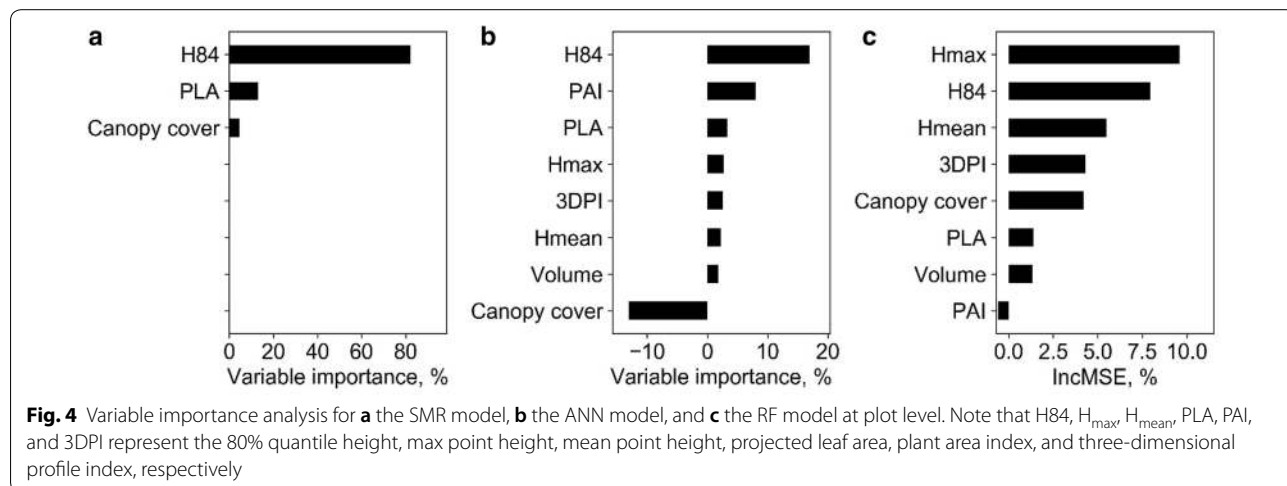 a
H84
PLA
Canopy cover
0 20 40 60 80
Variable importance, %
b
H84
PAI
PLA
Hmax
3DPI
Hmean
Volume
Canopy cover
−10 0 10 20
Variable importance, %
c
Hmax
H84
Hmean
3DPI
Canopy cover
PLA
Volume
PAI
0.0 2.5 5.0 7.5 10.0
IncMSE, %
Fig. 4 Variable importance analysis for a the SMR model, b the ANN model, and c the RF model at plot level. Note that H84, Hmax, Hmean, PLA, PAI,
and 3DPI represent the 80% quantile height, max point height, mean point height, projected leaf area, plant area index, and three-dimensional
profile index, respectively